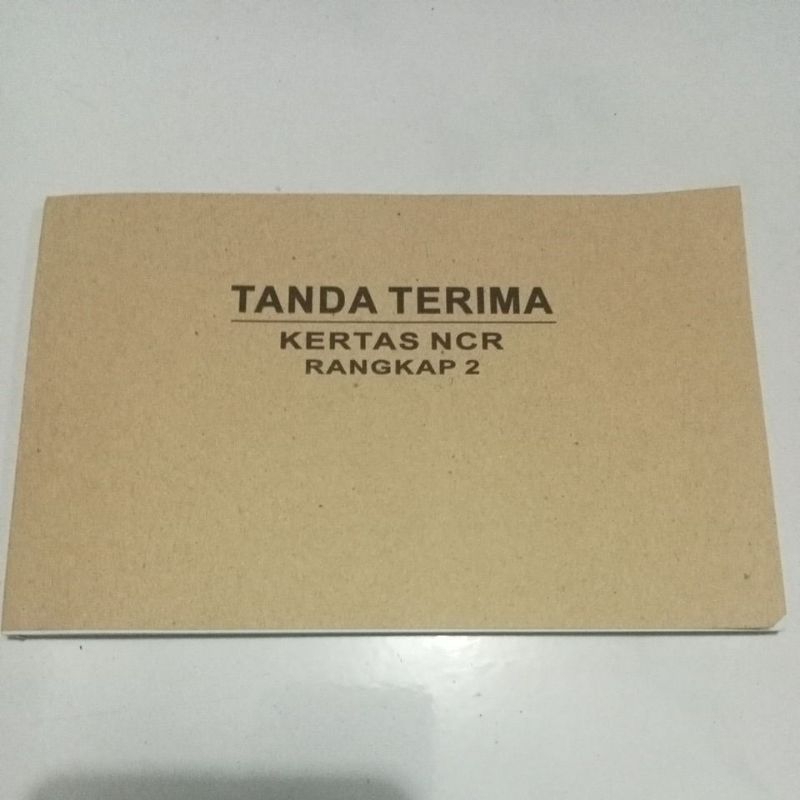 TANDA TERIMA
KERTAS NCR
RANGKAP 2